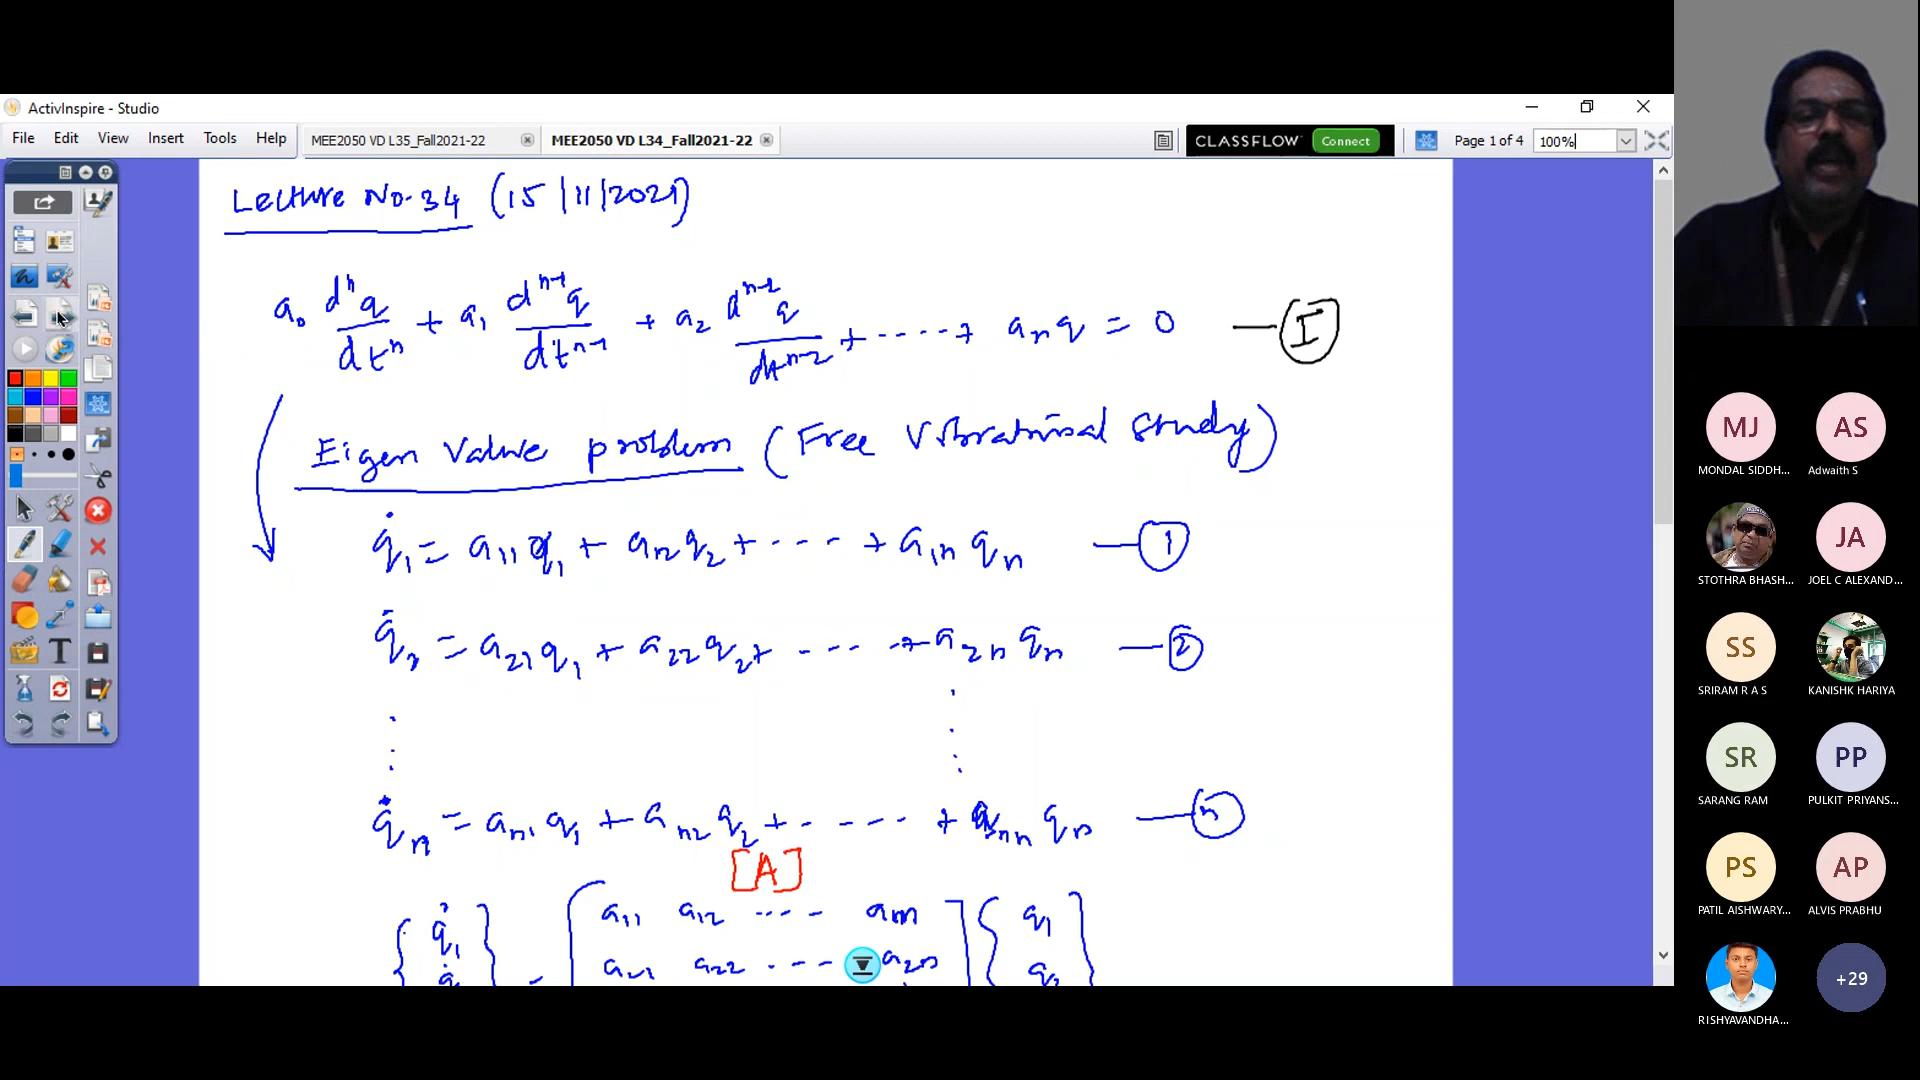 ActivInspire - Studio
File Edit View Insert Tools Help
MEE2050 VD L35_Fall2021-22
MEE2050 VD L34_Fall2021-22
CLASSFLOW Connect
Page 1 of 4
100%
Lecture No. 34 (15/11/2021)
a₀ dⁿq/dtⁿ + a₁ dⁿ⁻¹q/dtⁿ⁻¹ + a₂ dⁿ⁻²q/dtⁿ⁻² + ----+ aₙq = 0 — I
Eigen Value problem (Free Vibrational Study)
q̇₁ = a₁₁q₁ + a₁₂q₂ + ---- + a₁ₙqₙ — 1
q̇₂ = a₂₁q₁ + a₂₂q₂ + --- + a₂ₙqₙ — 2
q̇ₙ = aₙ₁q₁ + aₙ₂q₂ + ----- + aₙₙqₙ — n
[A]
{q̇₁ [a₁₁ a₁₂ ---- a₁ₙ] {q₁}
q̇ = a₂₁ a₂₂ ---- a₂ₙ q₂
MJ
MONDAL SIDDH...
AS
Adwaith S
STOTHRA BHASH...
JA
JOEL C ALEXAND...
SS
SRIRAM R A S
KANISHK HARIYA
SR
SARANG RAM
PP
PULKIT PRIYANS...
PS
PATIL AISHWARY...
AP
ALVIS PRABHU
RISHYAVANDHA...
+29